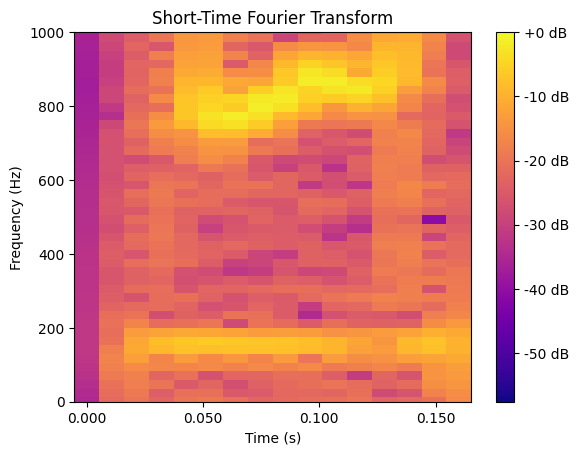 Short-Time Fourier Transform
Frequency (Hz)
1000
800
600
400
200
0
0.000
0.050
0.100
0.150
Time (s)
+0 dB
-10 dB
-20 dB
-30 dB
-40 dB
-50 dB